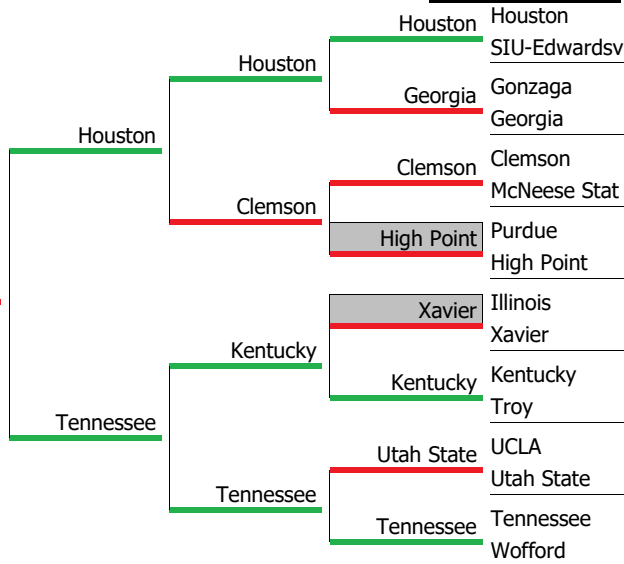 Houston
Houston
SIU-Edwardsv
Houston
Georgia
Gonzaga
Georgia
Houston
Clemson
Clemson
McNeese Stat
Clemson
High Point
Purdue
High Point
Xavier
Illinois
Xavier
Kentucky
Kentucky
Kentucky
Troy
Tennessee
Utah State
UCLA
Utah State
Tennessee
Tennessee
Tennessee
Wofford